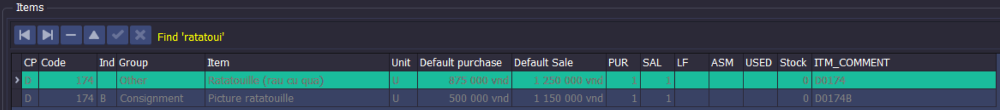 Items
Find 'ratatoui'
CP Code Ind Group Item Unit Default purchase Default Sale PUR SAL LF ASM USED Stock ITM_COMMENT
D 174 Other Ratatouille (rau cu qua) U 875 000 vnd 1 250 000 vnd 1 1 0 D0174
D 174 B Consignment Picture ratatouille U 500 000 vnd 1 150 000 vnd 1 1 0 D0174B